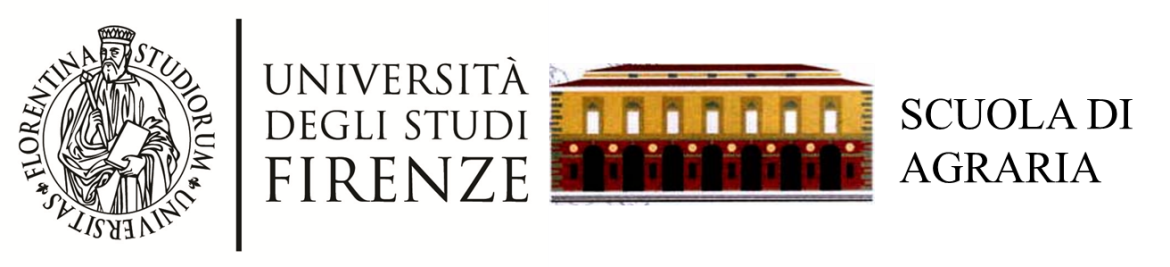 FLORENTINA STUDIORUM UNIVERSITAS
UNIVERSITÀ
DEGLI STUDI
FIRENZE
SCUOLA DI
AGRARIA